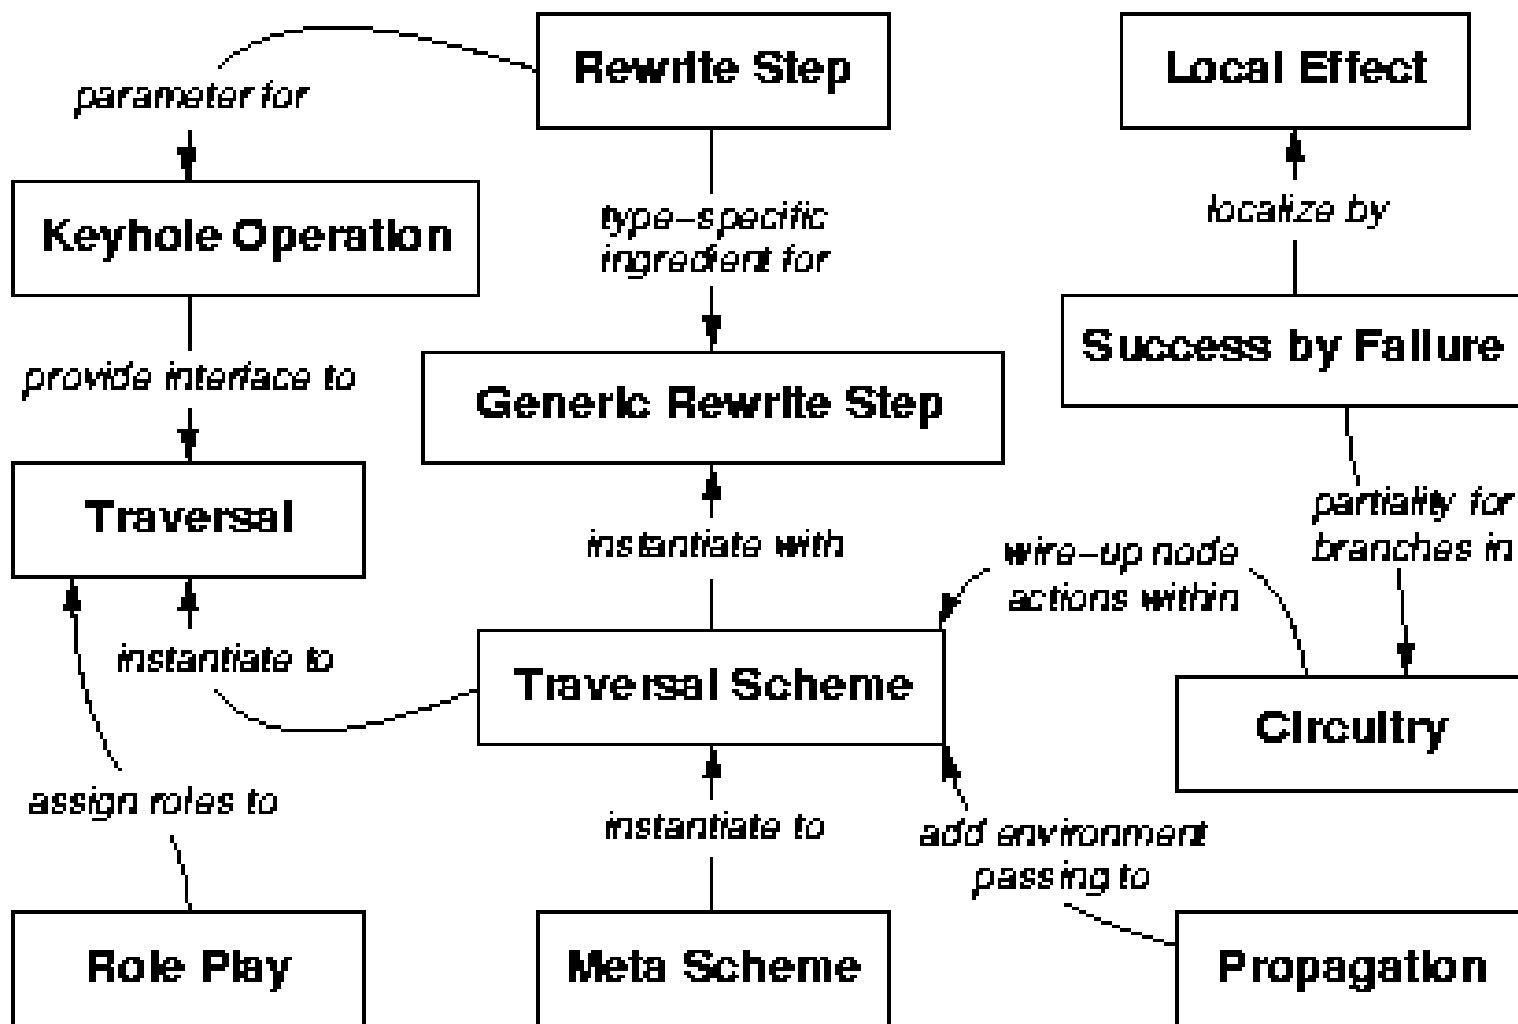 Rewrite Step
Local Effect
parameter for
Keyhole Operation
type-specific
ingredient for
localize by
provide interface to
Generic Rewrite Step
Success by Failure
Traversal
instantiate with
partiality for
branches in
wire-up node
actions within
instantiate to
Traversal Scheme
Circuitry
assign roles to
instantiate to
add environment
passing to
Role Play
Meta Scheme
Propagation